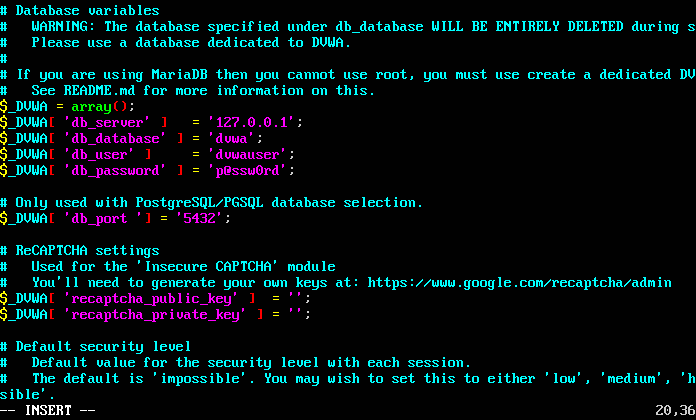 # Database variables
#   WARNING: The database specified under db_database WILL BE ENTIRELY DELETED during s
#   Please use a database dedicated to DVWA.
#
# If you are using MariaDB then you cannot use root, you must use create a dedicated DV
#   See README.md for more information on this.
$_DVWA = array();
$_DVWA[ 'db_server' ]   = '127.0.0.1';
$_DVWA[ 'db_database' ] = 'dvwa';
$_DVWA[ 'db_user' ]     = 'dvwauser';
$_DVWA[ 'db_password' ] = 'p@ssw0rd';
# Only used with PostgreSQL/PGSQL database selection.
$_DVWA[ 'db_port '] = '5432';
# ReCAPTCHA settings
#   Used for the 'Insecure CAPTCHA' module
#   You'll need to generate your own keys at: https://www.google.com/recaptcha/admin
$_DVWA[ 'recaptcha_public_key' ]  = '';
$_DVWA[ 'recaptcha_private_key' ] = '';
# Default security level
#   Default value for the security level with each session.
#   The default is 'impossible'. You may wish to set this to either 'low', 'medium', 'h
sible'.
-- INSERT -- 20,36